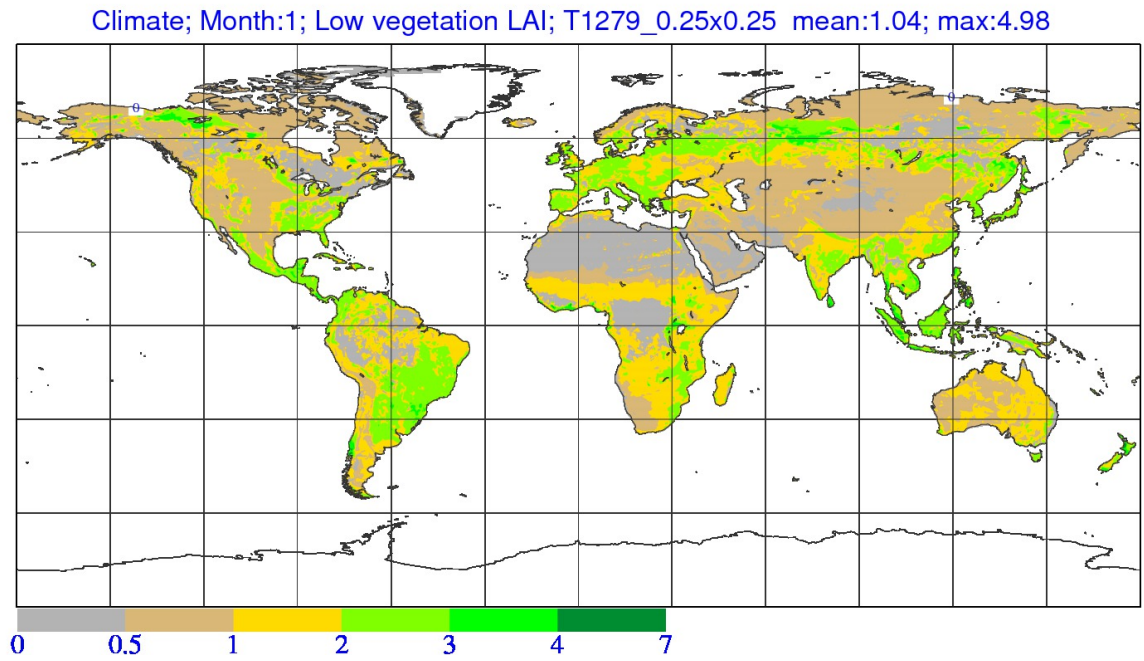 Climate; Month:1; Low vegetation LAI; T1279_0.25x0.25 mean:1.04; max:4.98
0 0
0 0.5 1 2 3 4 7